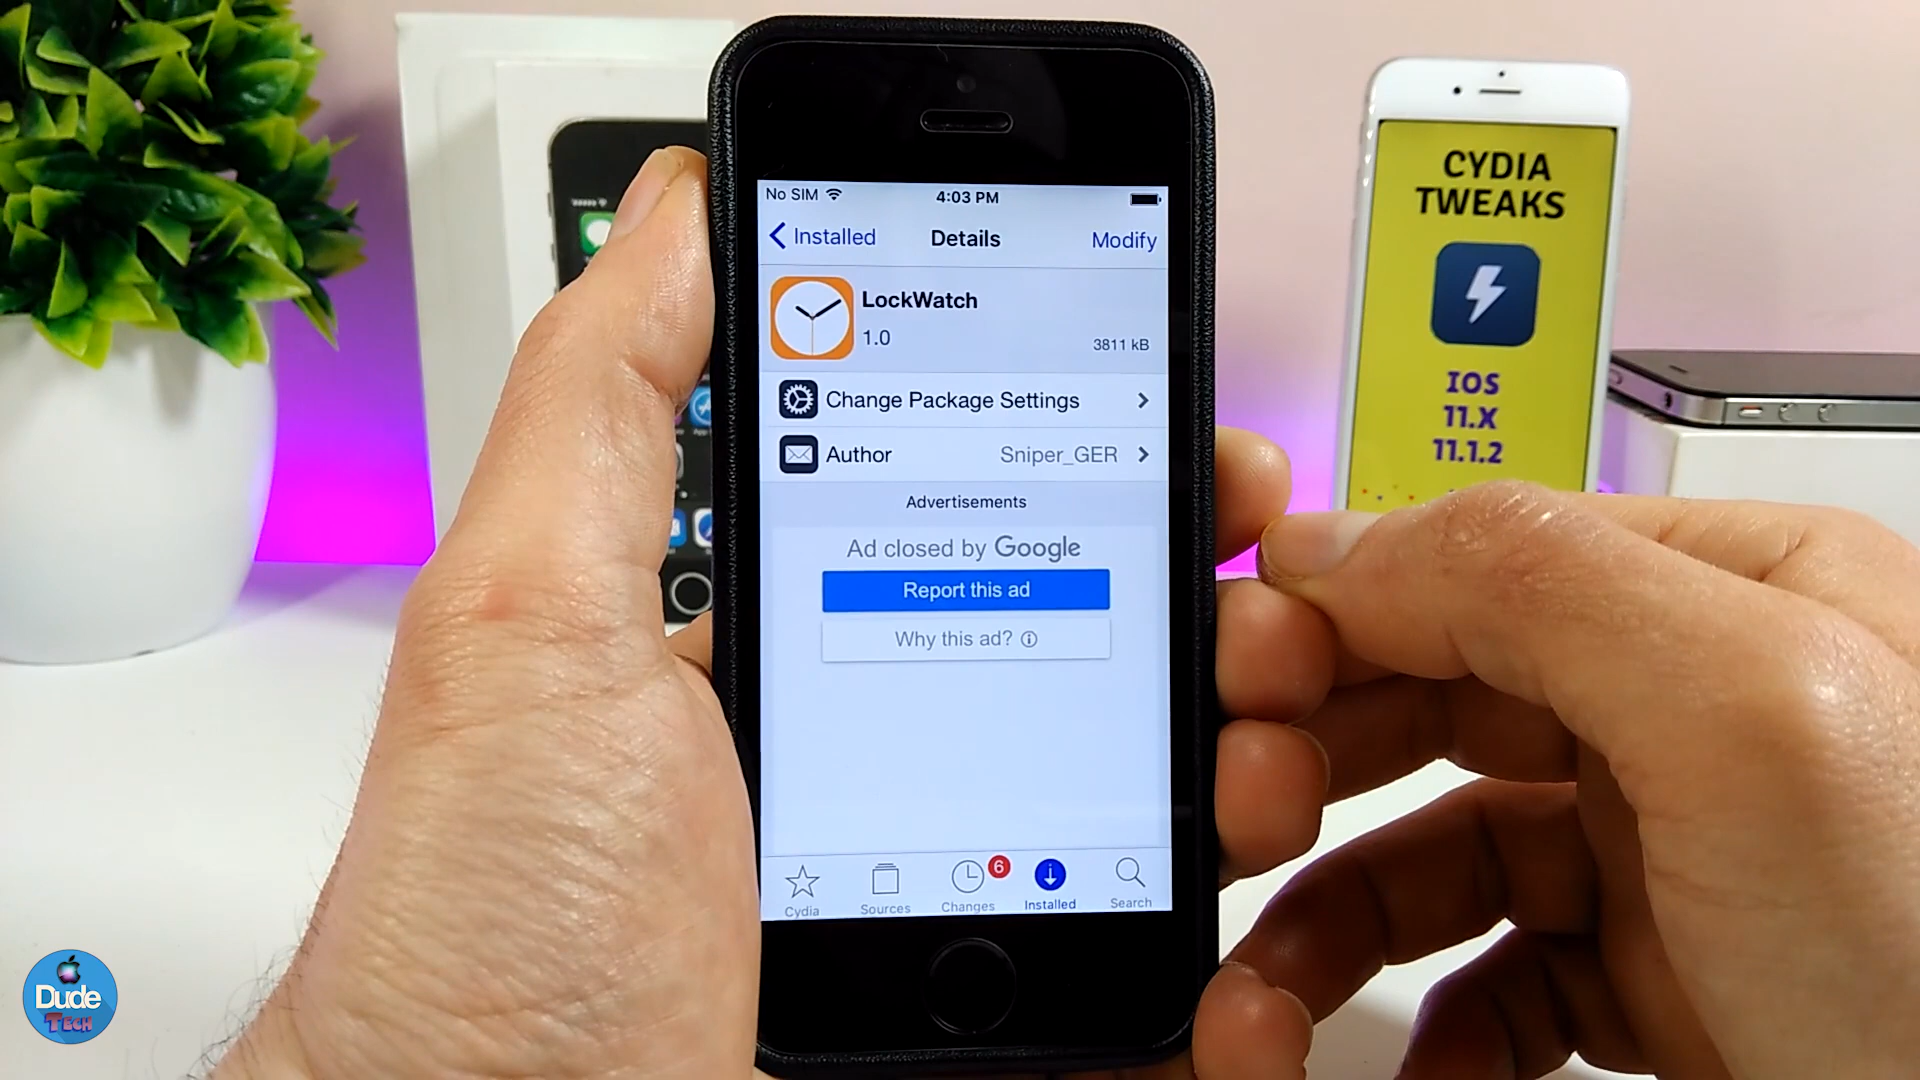 No SIM 4:03 PM
Installed Details Modify
LockWatch
1.0
3811 kB
Change Package Settings
Author Sniper_GER
Advertisements
Ad closed by Google
Report this ad
Why this ad?
Cydia Sources Changes 6 Installed Search
CYDIA
TWEAKS
IOS
11.X
11.1.2
Dude
TECH